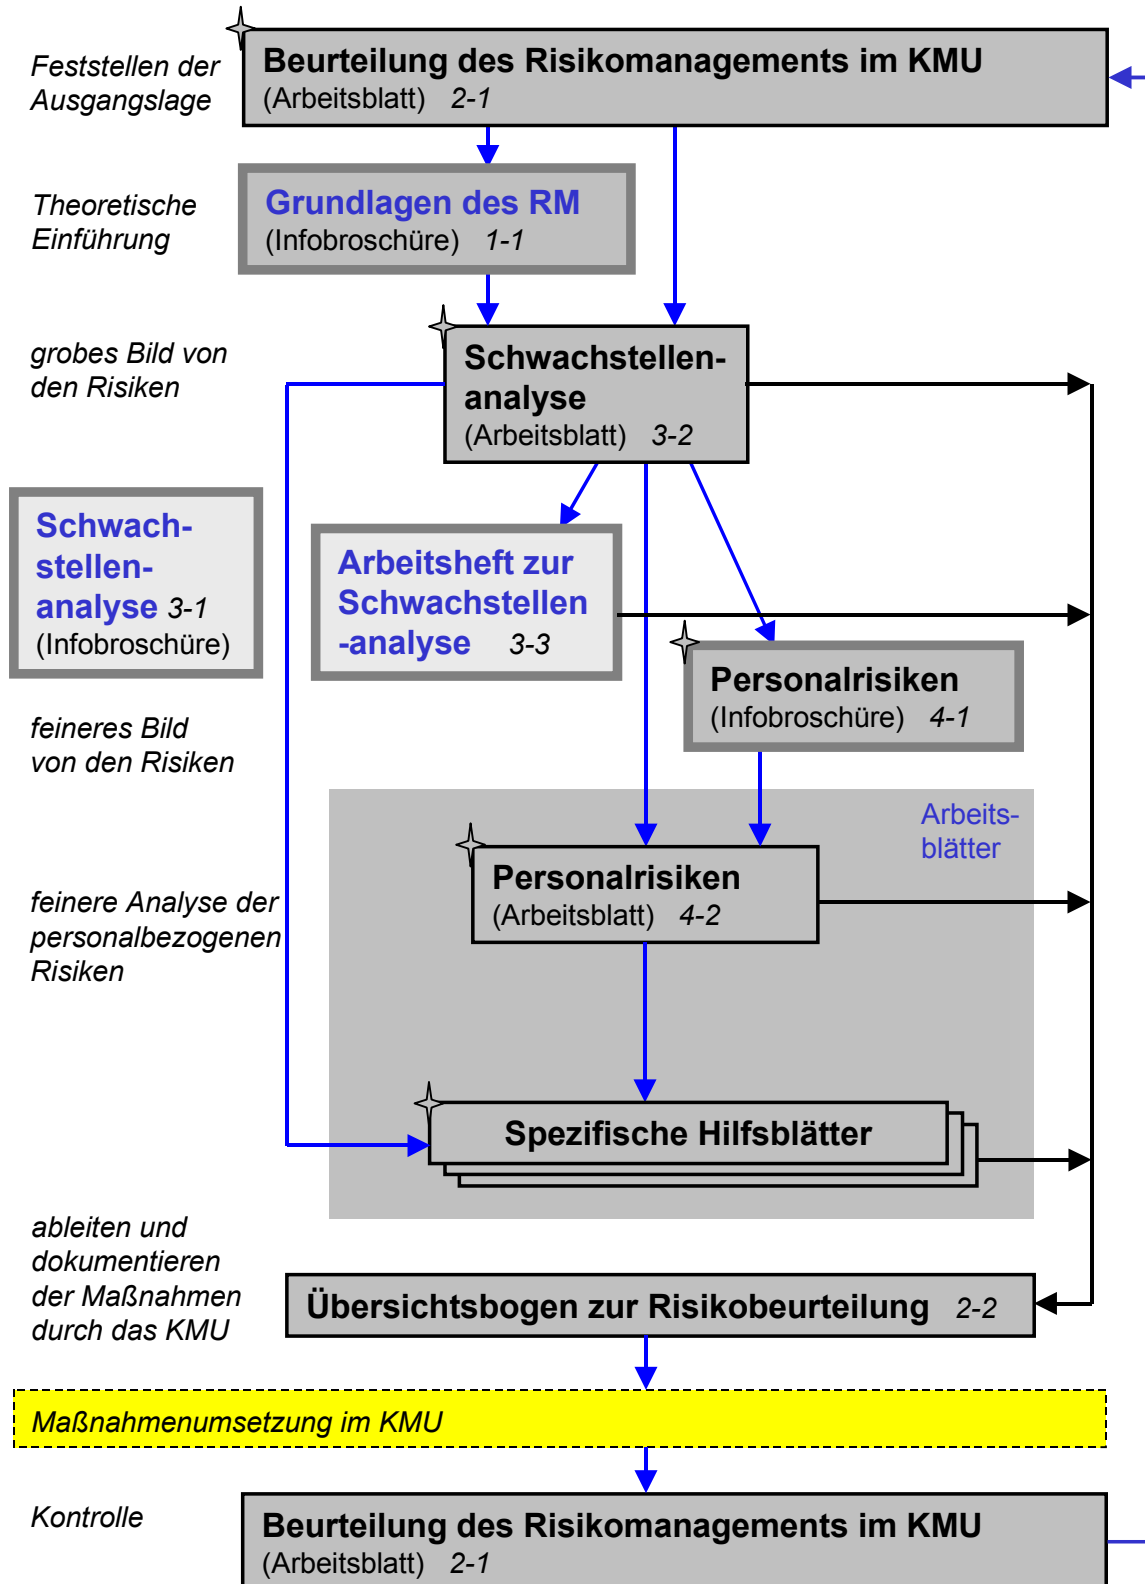 Feststellen der
Ausgangslage
Beurteilung des Risikomanagements im KMU
(Arbeitsblatt) 2-1
Theoretische
Einführung
Grundlagen des RM
(Infobroschüre) 1-1
grobes Bild von
den Risiken
Schwachstellen-
analyse
(Arbeitsblatt) 3-2
Schwach-
stellen-
analyse 3-1
(Infobroschüre)
Arbeitsheft zur
Schwachstellen
-analyse 3-3
Personalrisiken
(Infobroschüre) 4-1
feineres Bild
von den Risiken
Arbeits-
blätter
Personalrisiken
(Arbeitsblatt) 4-2
feinere Analyse der
personalbezogenen
Risiken
Spezifische Hilfsblätter
ableiten und
dokumentieren
der Maßnahmen
durch das KMU
Übersichtsbogen zur Risikobeurteilung 2-2
Maßnahmenumsetzung im KMU
Kontrolle
Beurteilung des Risikomanagements im KMU
(Arbeitsblatt) 2-1